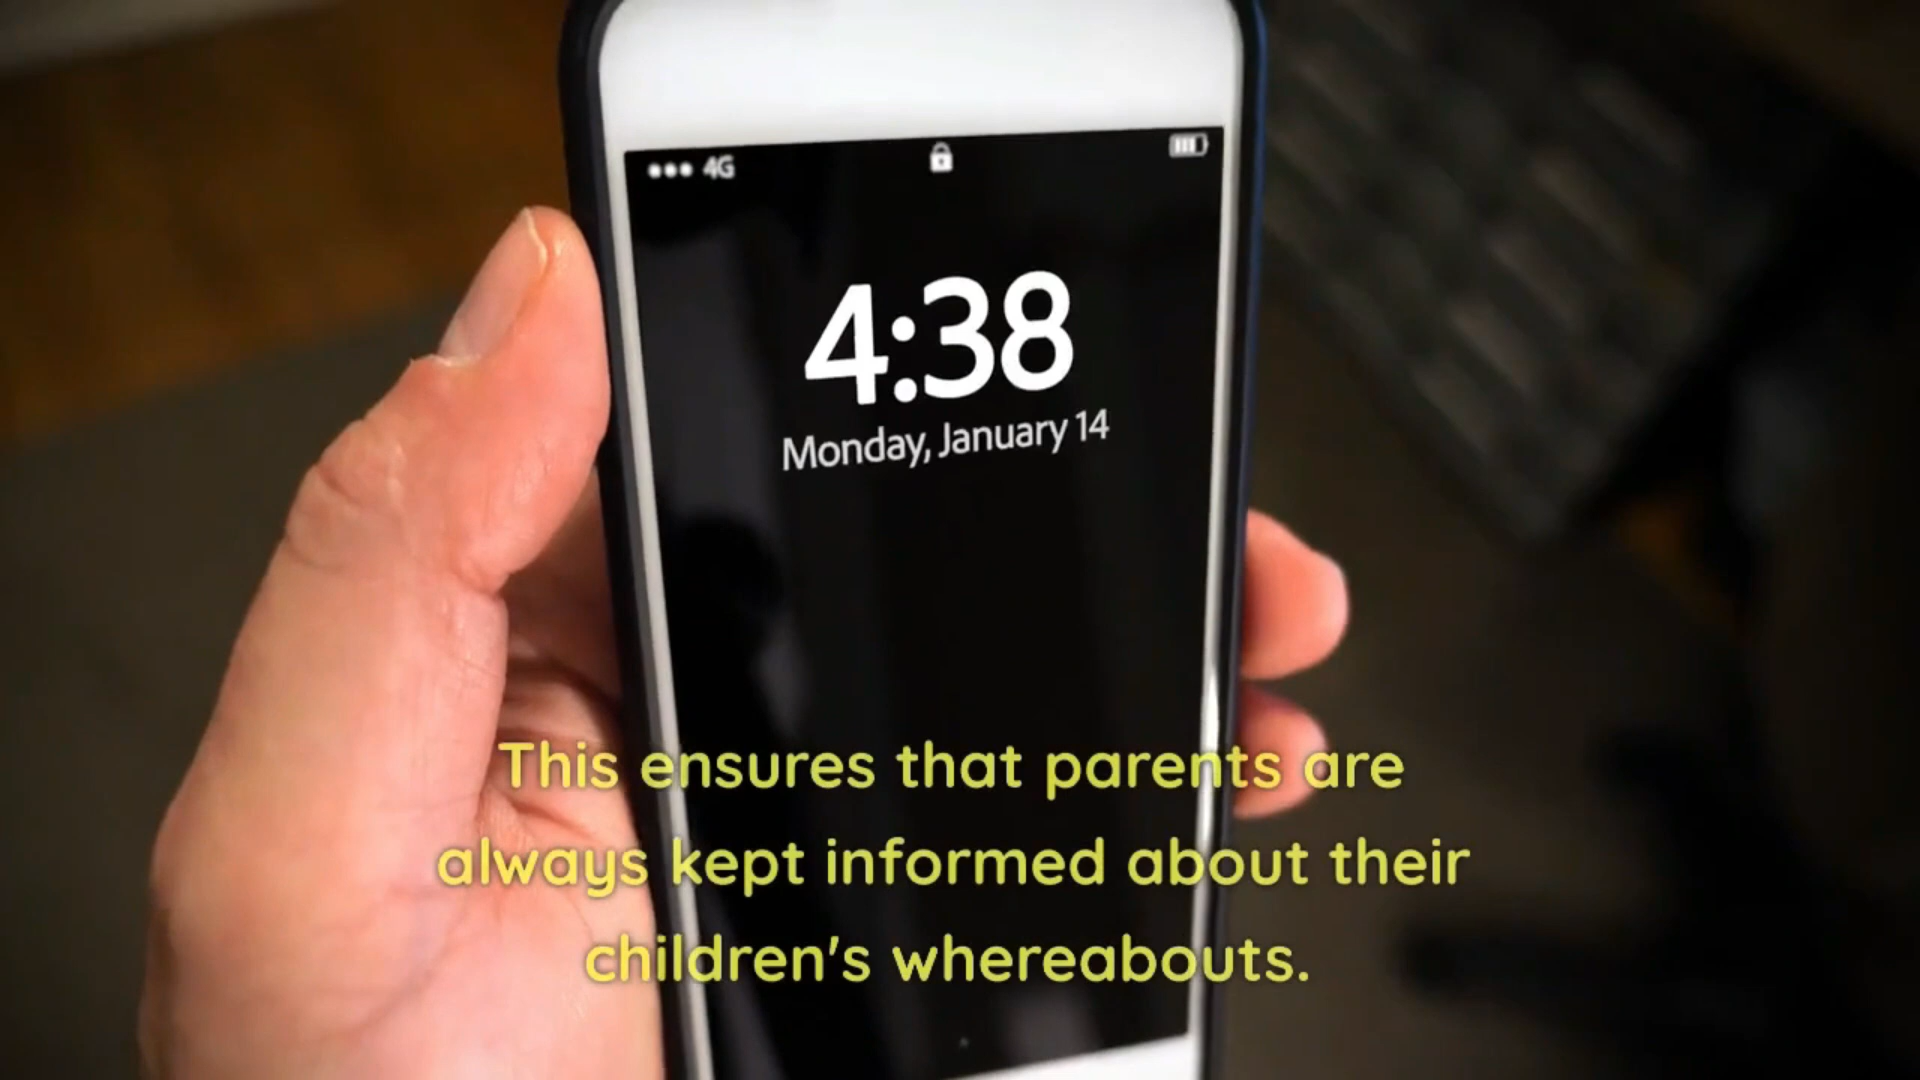 4G
4:38
Monday, January 14
This ensures that parents are
always kept informed about their
children's whereabouts.